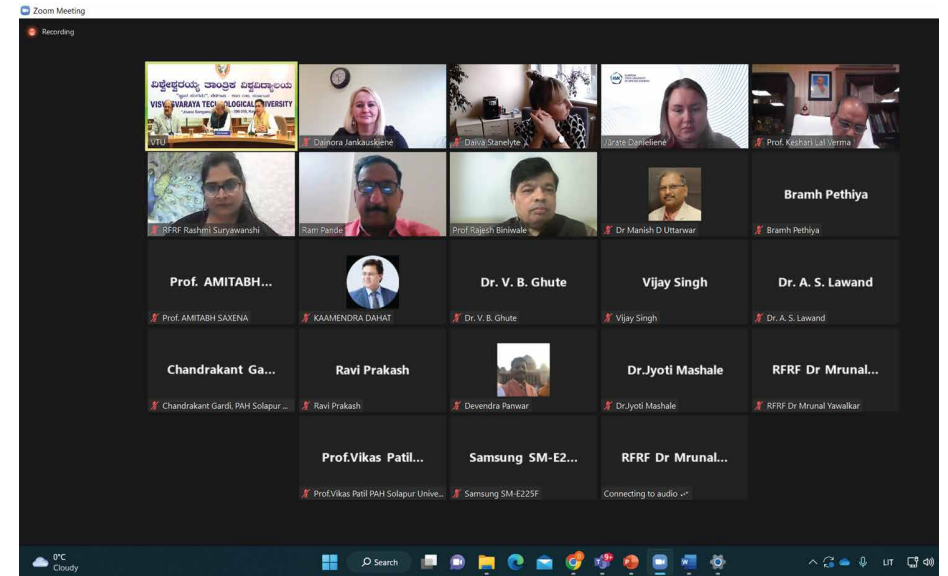 Zoom Meeting
Recording
ವಿಶ್ವೇಶ್ವರಯ್ಯ ತಾಂತ್ರಿಕ ವಿಶ್ವವಿದ್ಯಾಲಯ
VISVESVARAYA TECHNOLOGICAL UNIVERSITY
VTU
Dainora Jankauskienė
Daiva Stanelytė
Jūratė Danielienė
Prof. Keshari Lal Verma
RFRF Rashmi Suryawanshi
Ram Pande
Prof Rajesh Biniwale
Dr Manish D Uttarwar
Bramh Pethiya
Bramh Pethiya
Prof. AMITABH...
Prof. AMITABH SAXENA
KAAMENDRA DAHAT
Dr. V. B. Ghute
Dr. V. B. Ghute
Vijay Singh
Vijay Singh
Dr. A. S. Lawand
Dr. A. S. Lawand
Chandrakant Ga...
Chandrakant Gardi, PAH Solapur ...
Ravi Prakash
Ravi Prakash
Devendra Panwar
Dr.Jyoti Mashale
Dr.Jyoti Mashale
RFRF Dr Mrunal...
RFRF Dr Mrunal Yawalkar
Prof.Vikas Patil...
Prof.Vikas Patil PAH Solapur Unive...
Samsung SM-E2...
Samsung SM-E225F
RFRF Dr Mrunal...
Connecting to audio
0°C
Cloudy
Search
9+
LIT